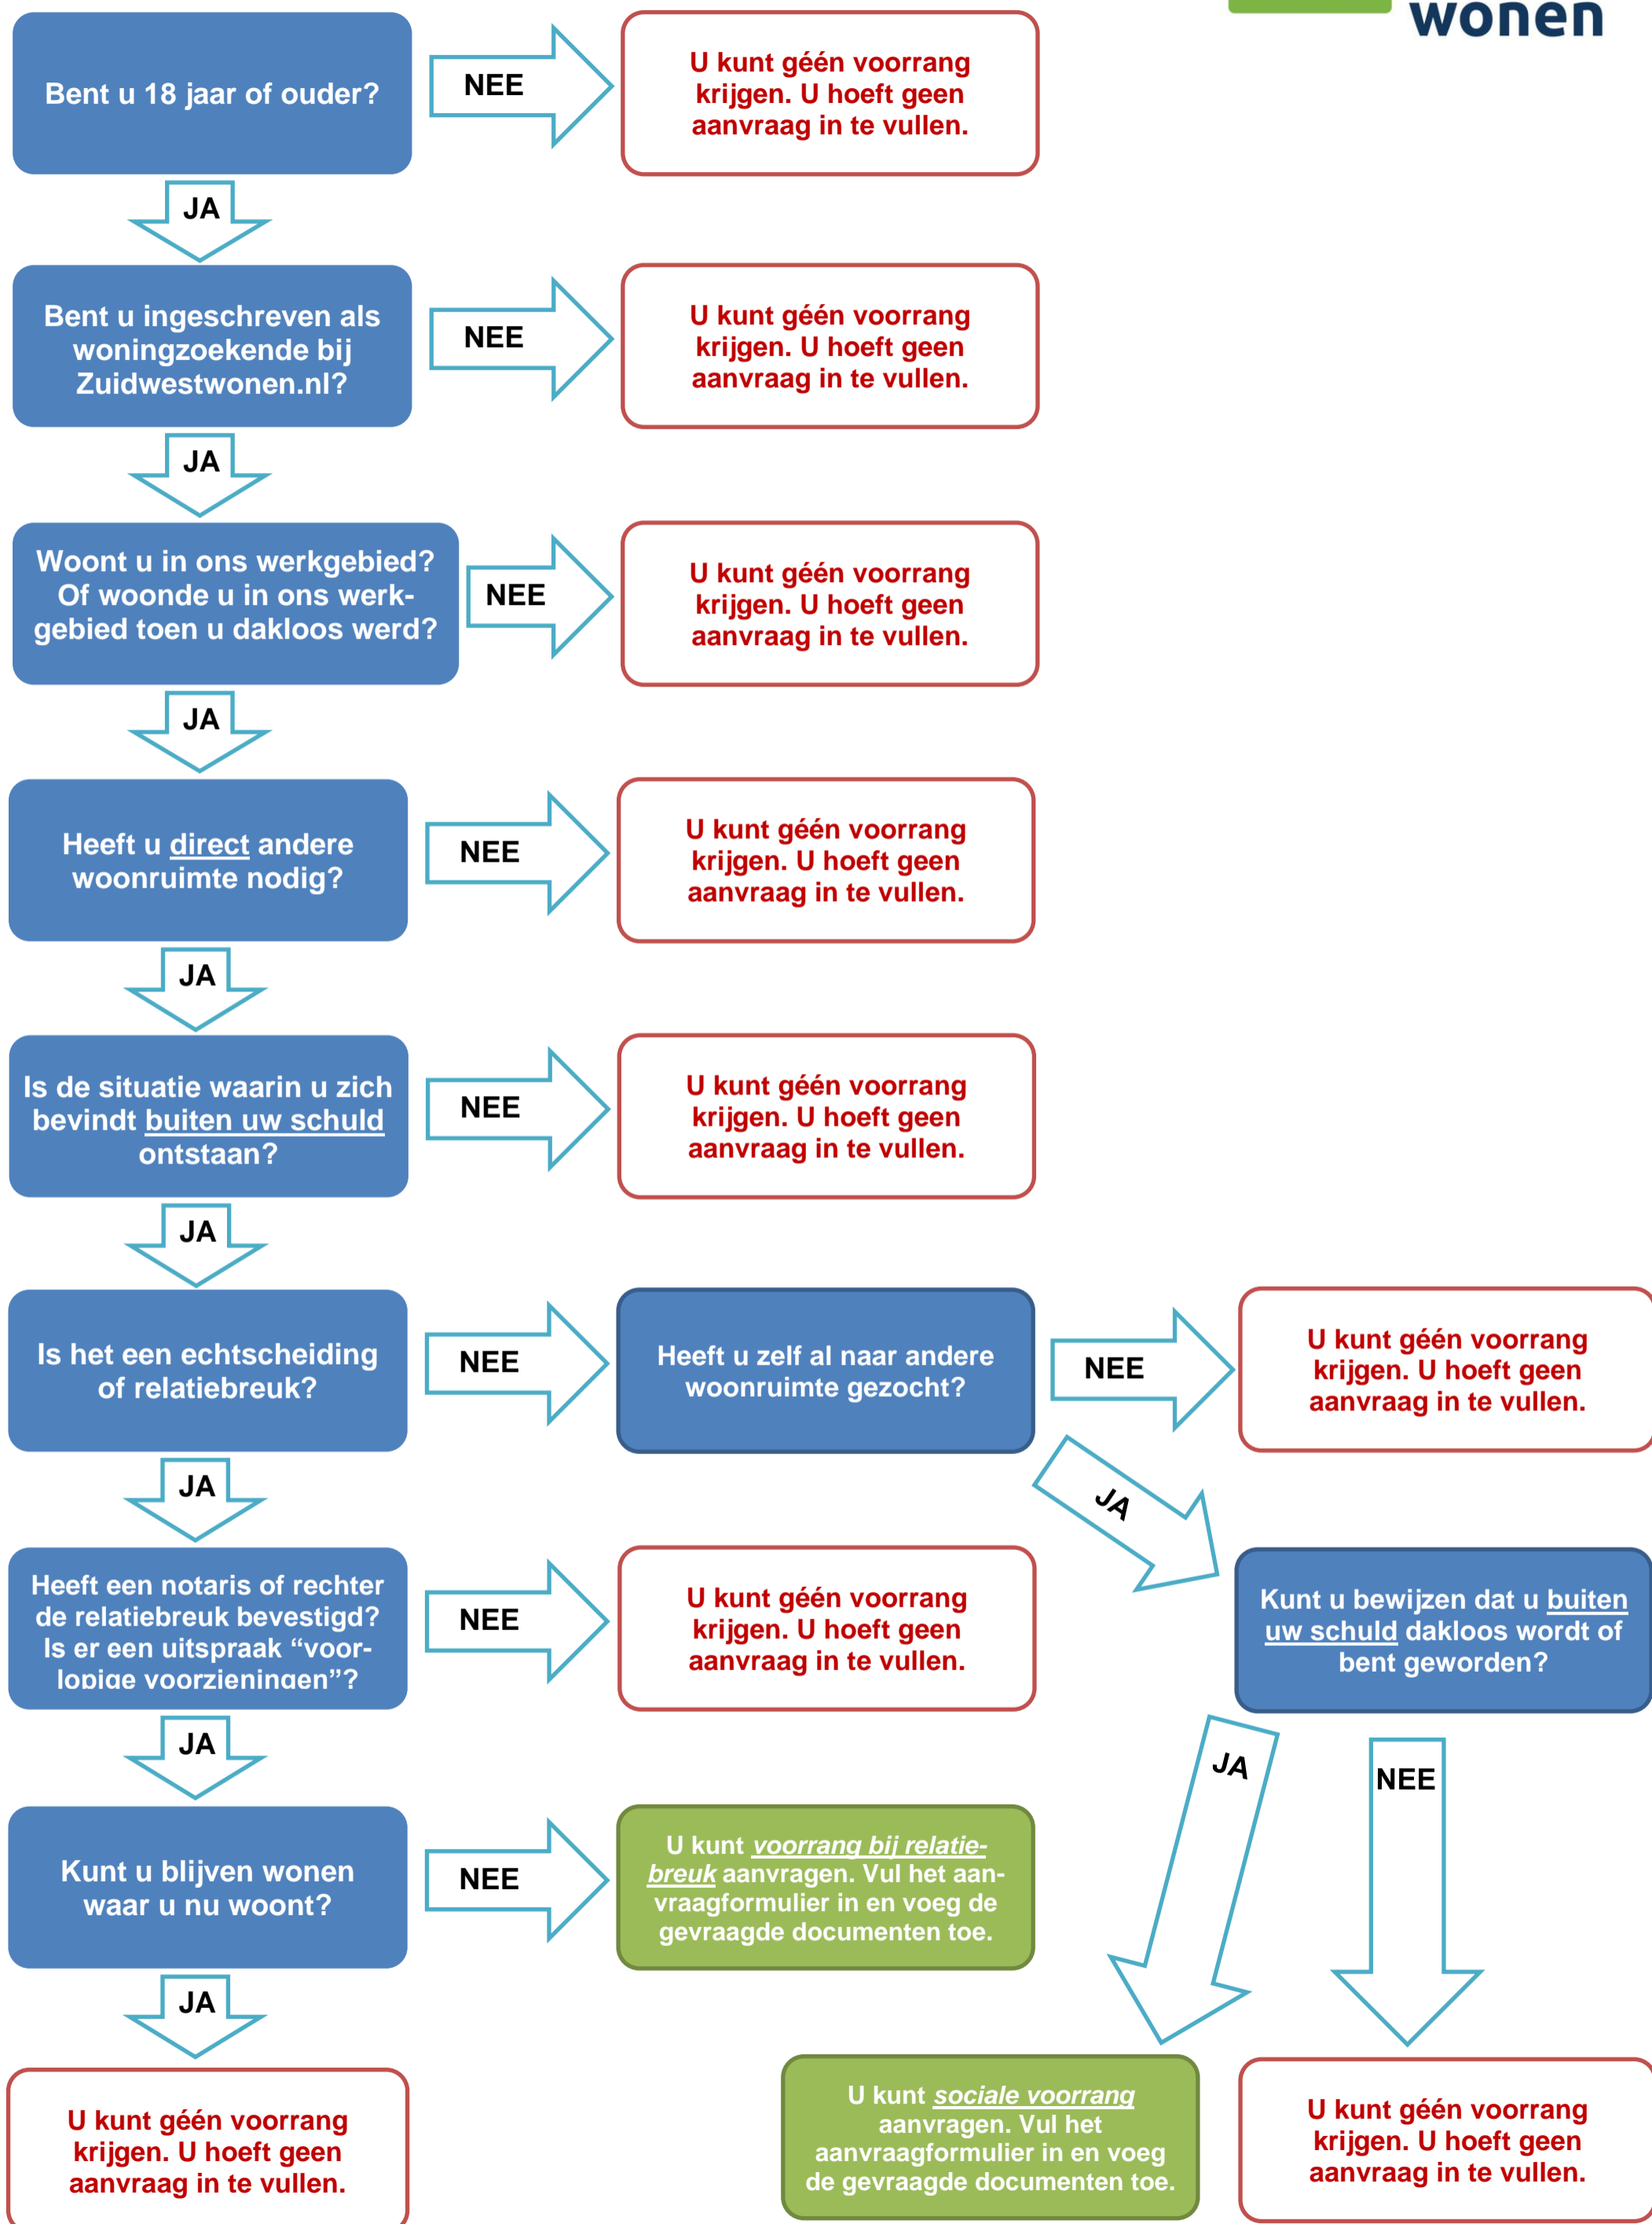 wonen
Bent u 18 jaar of ouder?
NEE
U kunt géén voorrang
krijgen. U hoeft geen
aanvraag in te vullen.
JA
Bent u ingeschreven als
woningzoekende bij
Zuidwestwonen.nl?
NEE
U kunt géén voorrang
krijgen. U hoeft geen
aanvraag in te vullen.
JA
Woont u in ons werkgebied?
Of woonde u in ons werk-
gebied toen u dakloos werd?
NEE
U kunt géén voorrang
krijgen. U hoeft geen
aanvraag in te vullen.
JA
Heeft u direct andere
woonruimte nodig?
NEE
U kunt géén voorrang
krijgen. U hoeft geen
aanvraag in te vullen.
JA
Is de situatie waarin u zich
bevindt buiten uw schuld
ontstaan?
NEE
U kunt géén voorrang
krijgen. U hoeft geen
aanvraag in te vullen.
JA
Is het een echtscheiding
of relatiebreuk?
NEE
Heeft u zelf al naar andere
woonruimte gezocht?
NEE
U kunt géén voorrang
krijgen. U hoeft geen
aanvraag in te vullen.
JA
JA
Heeft een notaris of rechter
de relatiebreuk bevestigd?
Is er een uitspraak “voor-
lopige voorzieningen”?
NEE
U kunt géén voorrang
krijgen. U hoeft geen
aanvraag in te vullen.
Kunt u bewijzen dat u buiten
uw schuld dakloos wordt of
bent geworden?
JA
JA
NEE
Kunt u blijven wonen
waar u nu woont?
NEE
U kunt voorrang bij relatie-
breuk aanvragen. Vul het aan-
vraagformulier in en voeg de
gevraagde documenten toe.
JA
U kunt géén voorrang
krijgen. U hoeft geen
aanvraag in te vullen.
U kunt sociale voorrang
aanvragen. Vul het
aanvraagformulier in en voeg
de gevraagde documenten toe.
U kunt géén voorrang
krijgen. U hoeft geen
aanvraag in te vullen.